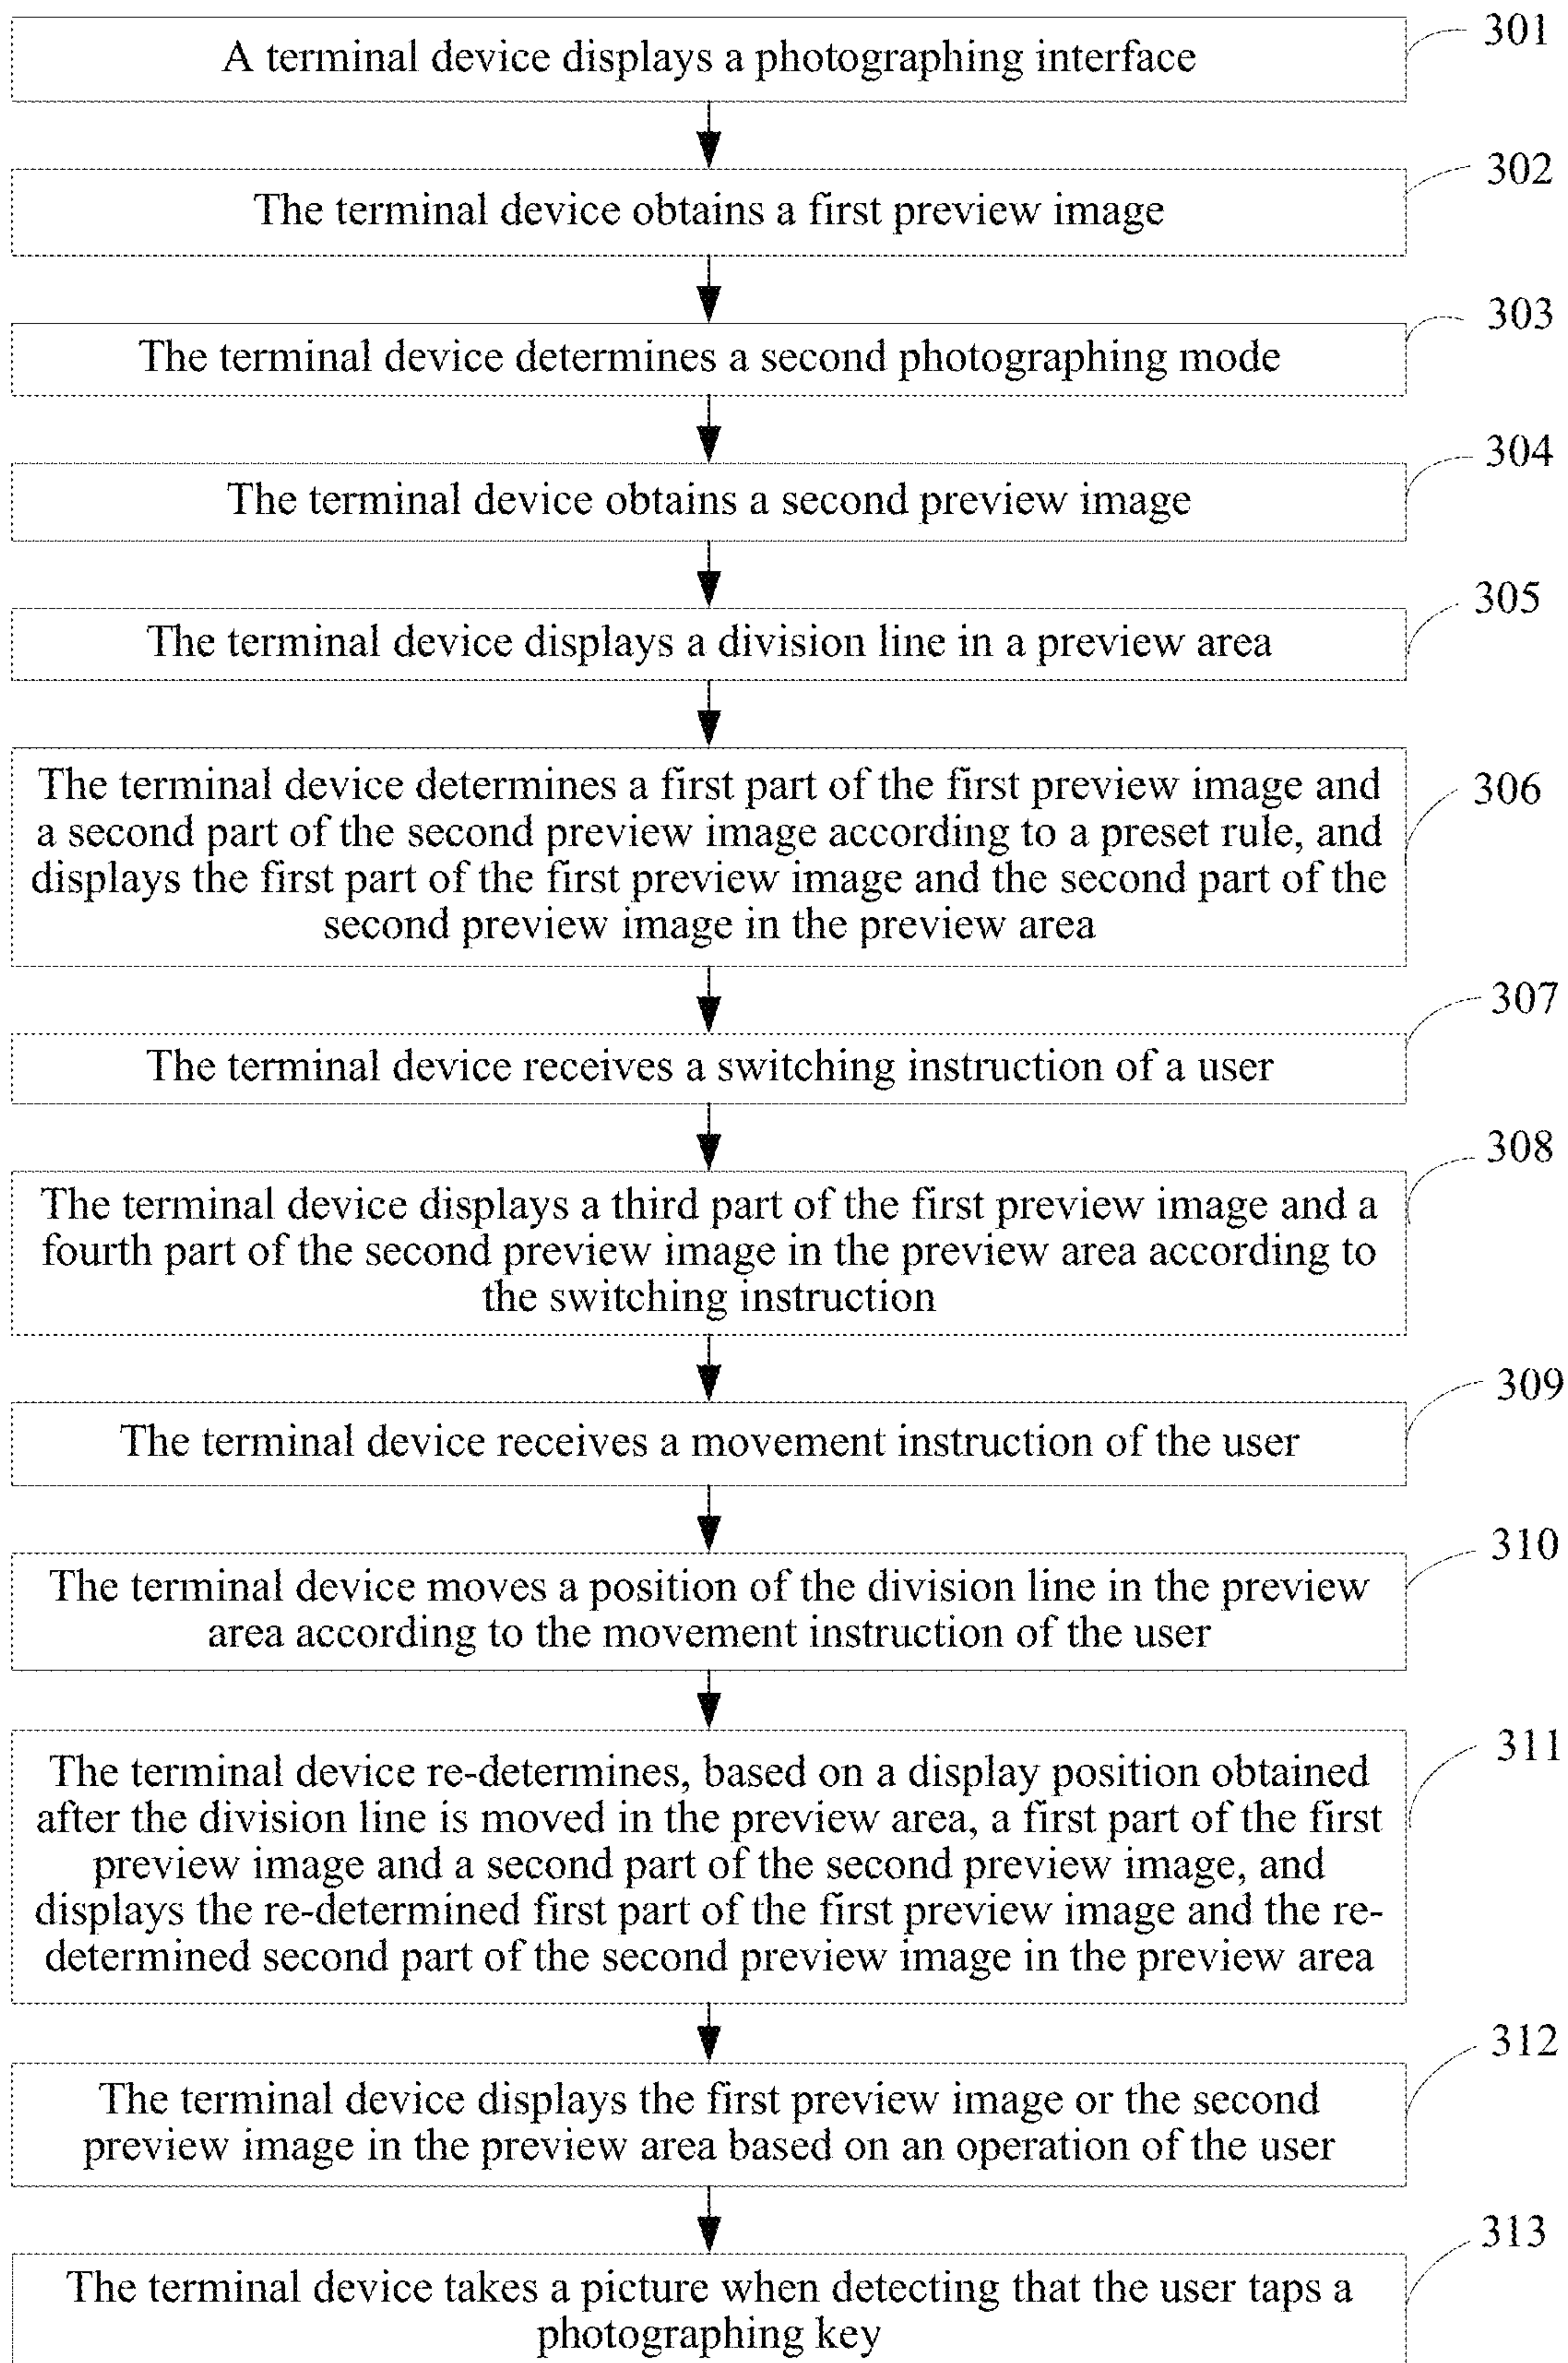 A terminal device displays a photographing interface
301
The terminal device obtains a first preview image
302
The terminal device determines a second photographing mode
303
The terminal device obtains a second preview image
304
The terminal device displays a division line in a preview area
305
The terminal device determines a first part of the first preview image and
a second part of the second preview image according to a preset rule, and
displays the first part of the first preview image and the second part of the
second preview image in the preview area
306
The terminal device receives a switching instruction of a user
307
The terminal device displays a third part of the first preview image and a
fourth part of the second preview image in the preview area according to
the switching instruction
308
The terminal device receives a movement instruction of the user
309
The terminal device moves a position of the division line in the preview
area according to the movement instruction of the user
310
The terminal device re-determines, based on a display position obtained
after the division line is moved in the preview area, a first part of the first
preview image and a second part of the second preview image, and
displays the re-determined first part of the first preview image and the re-
determined second part of the second preview image in the preview area
311
The terminal device displays the first preview image or the second
preview image in the preview area based on an operation of the user
312
The terminal device takes a picture when detecting that the user taps a
photographing key
313